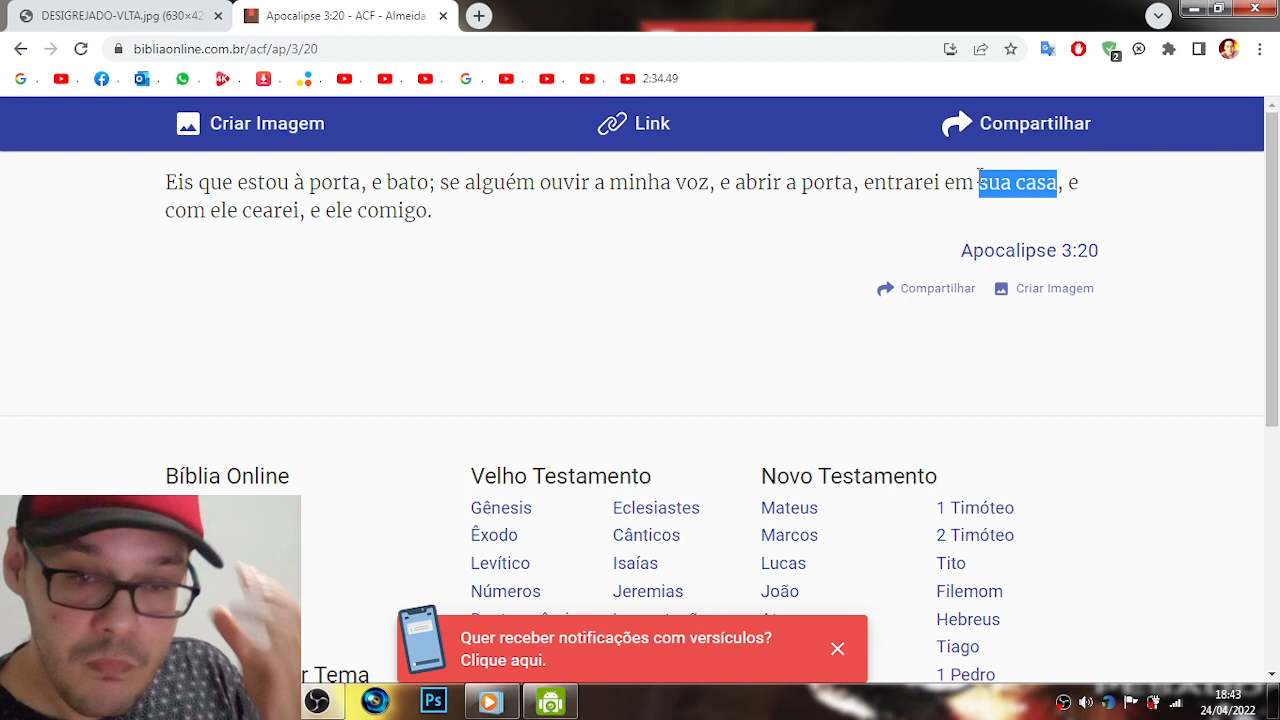 DESIGREJADO-VLTA.jpg (630×42
Apocalipse 3:20 - ACF - Almeida
bibliaonline.com.br/acf/ap/3/20
2:34.49
Criar Imagem
Link
Compartilhar
Eis que estou à porta, e bato; se alguém ouvir a minha voz, e abrir a porta, entrarei em sua casa, e
com ele cearei, e ele comigo.
Apocalipse 3:20
Compartilhar
Criar Imagem
Bíblia Online
Velho Testamento
Novo Testamento
Gênesis
Eclesiastes
Mateus
1 Timóteo
Êxodo
Cânticos
Marcos
2 Timóteo
Levítico
Isaías
Lucas
Tito
Números
Jeremias
João
Filemom
Hebreus
Quer receber notificações com versículos?
Clique aqui.
Tiago
r Tema
1 Pedro
Ps
18:43
24/04/2022